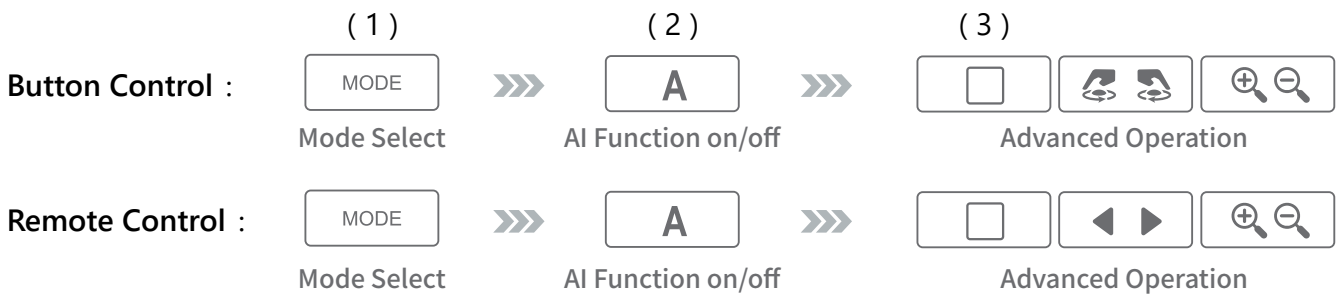 ( 1 ) ( 2 ) ( 3 )
Button Control : MODE A
Mode Select AI Function on/off Advanced Operation
Remote Control : MODE A
Mode Select AI Function on/off Advanced Operation